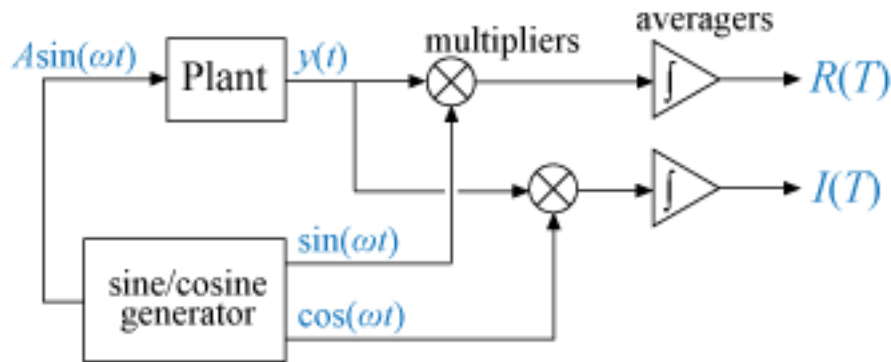 averagers
multipliers
Asin(ωt)
Plant
y(t)
∫
R(T)
∫
I(T)
sin(ωt)
sine/cosine
generator
cos(ωt)